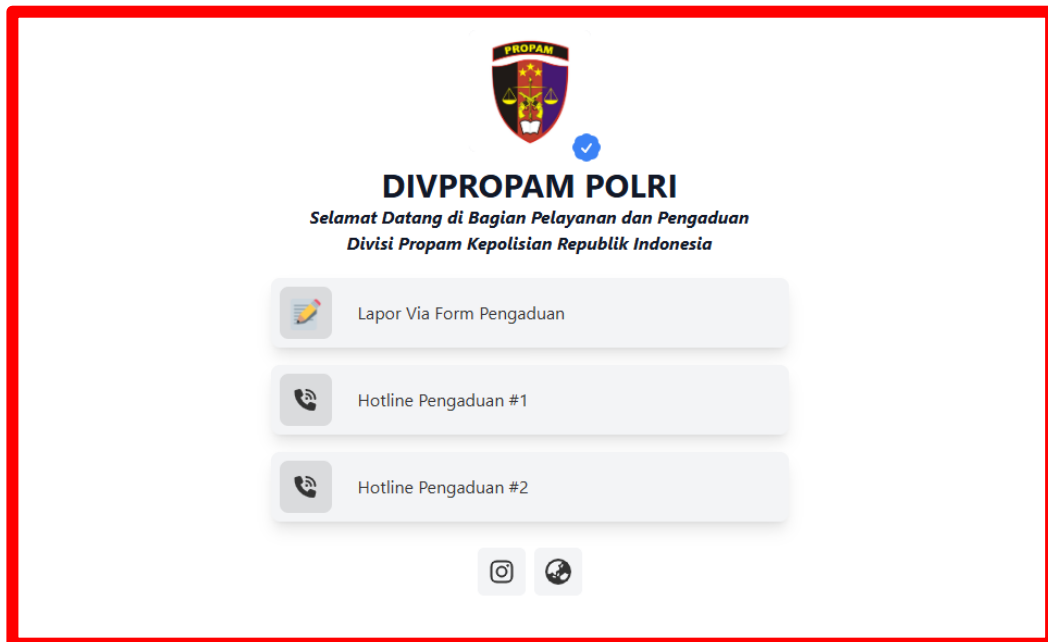 PROPAM
DIVPROPAM POLRI
Selamat Datang di Bagian Pelayanan dan Pengaduan
Divisi Propam Kepolisian Republik Indonesia
Lapor Via Form Pengaduan
Hotline Pengaduan #1
Hotline Pengaduan #2